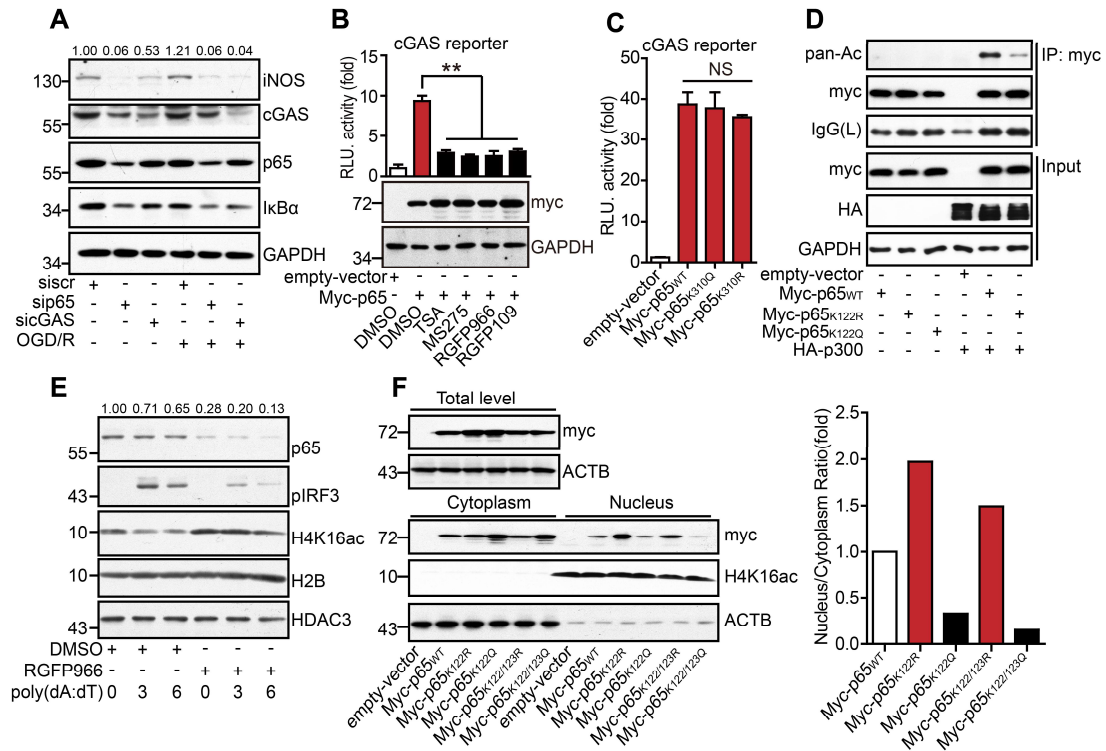 A
1.00 0.06 0.53 1.21 0.06 0.04
130
iNOS
55
cGAS
55
p65
34
IκBα
34
GAPDH
siscr + - - + - -
sip65 - + - - + -
sicGAS - - + - - +
OGD/R - - - + + +
B
cGAS reporter
RLU. activity (fold)
15
10
5
0
**
72
myc
34
GAPDH
empty-vector + - - - - -
Myc-p65 - + + + + +
DMSO
DMSO
TSA
MS275
RGFP966
RGFP109
C
cGAS reporter
RLU. activity (fold)
50
40
30
20
10
0
NS
empty-vector
Myc-p65WT
Myc-p65K310Q
Myc-p65K310R
D
pan-Ac
myc
IgG(L)
IP: myc
myc
HA
GAPDH
Input
empty-vector - - - + - -
Myc-p65WT + - - - + -
Myc-p65K122R - + - - - +
Myc-p65K122Q - - + - - -
HA-p300 - - - + + +
E
1.00 0.71 0.65 0.28 0.20 0.13
55
p65
43
pIRF3
10
H4K16ac
10
H2B
43
HDAC3
DMSO + + + - - -
RGFP966 - - - + + +
poly(dA:dT) 0 3 6 0 3 6
F
Total level
72
myc
43
ACTB
Cytoplasm Nucleus
72
myc
10
H4K16ac
43
ACTB
empty-vector
Myc-p65WT
Myc-p65K122R
Myc-p65K122Q
Myc-p65K122/123R
Myc-p65K122/123Q
empty-vector
Myc-p65WT
Myc-p65K122R
Myc-p65K122Q
Myc-p65K122/123R
Myc-p65K122/123Q
Nucleus/Cytoplasm Ratio(fold)
2.5
2.0
1.5
1.0
0.5
0.0
Myc-p65WT
Myc-p65K122R
Myc-p65K122Q
Myc-p65K122/123R
Myc-p65K122/123Q